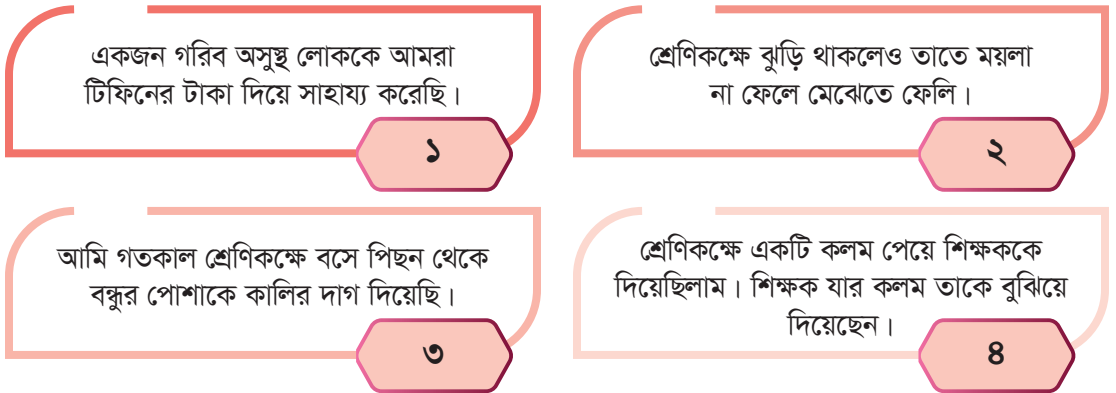 একজন গরিব অসুস্থ লোককে আমরা
টিফিনের টাকা দিয়ে সাহায্য করেছি।
১
শ্রেণিকক্ষে ঝুড়ি থাকলেও তাতে ময়লা
না ফেলে মেঝেতে ফেলি।
২
আমি গতকাল শ্রেণিকক্ষে বসে পিছন থেকে
বন্ধুর পোশাকে কালির দাগ দিয়েছি।
৩
শ্রেণিকক্ষে একটি কলম পেয়ে শিক্ষককে
দিয়েছিলাম। শিক্ষক যার কলম তাকে বুঝিয়ে
দিয়েছেন।
৪